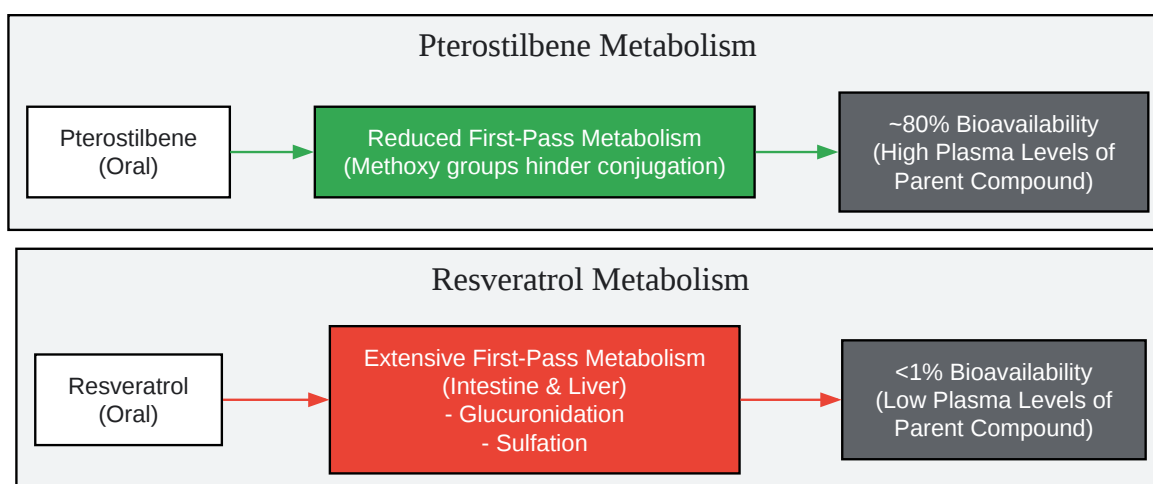 Pterostilbene Metabolism
Pterostilbene
(Oral)
Reduced First-Pass Metabolism
(Methoxy groups hinder conjugation)
~80% Bioavailability
(High Plasma Levels of
Parent Compound)
Resveratrol Metabolism
Resveratrol
(Oral)
Extensive First-Pass Metabolism
(Intestine & Liver)
- Glucuronidation
- Sulfation
<1% Bioavailability
(Low Plasma Levels of
Parent Compound)